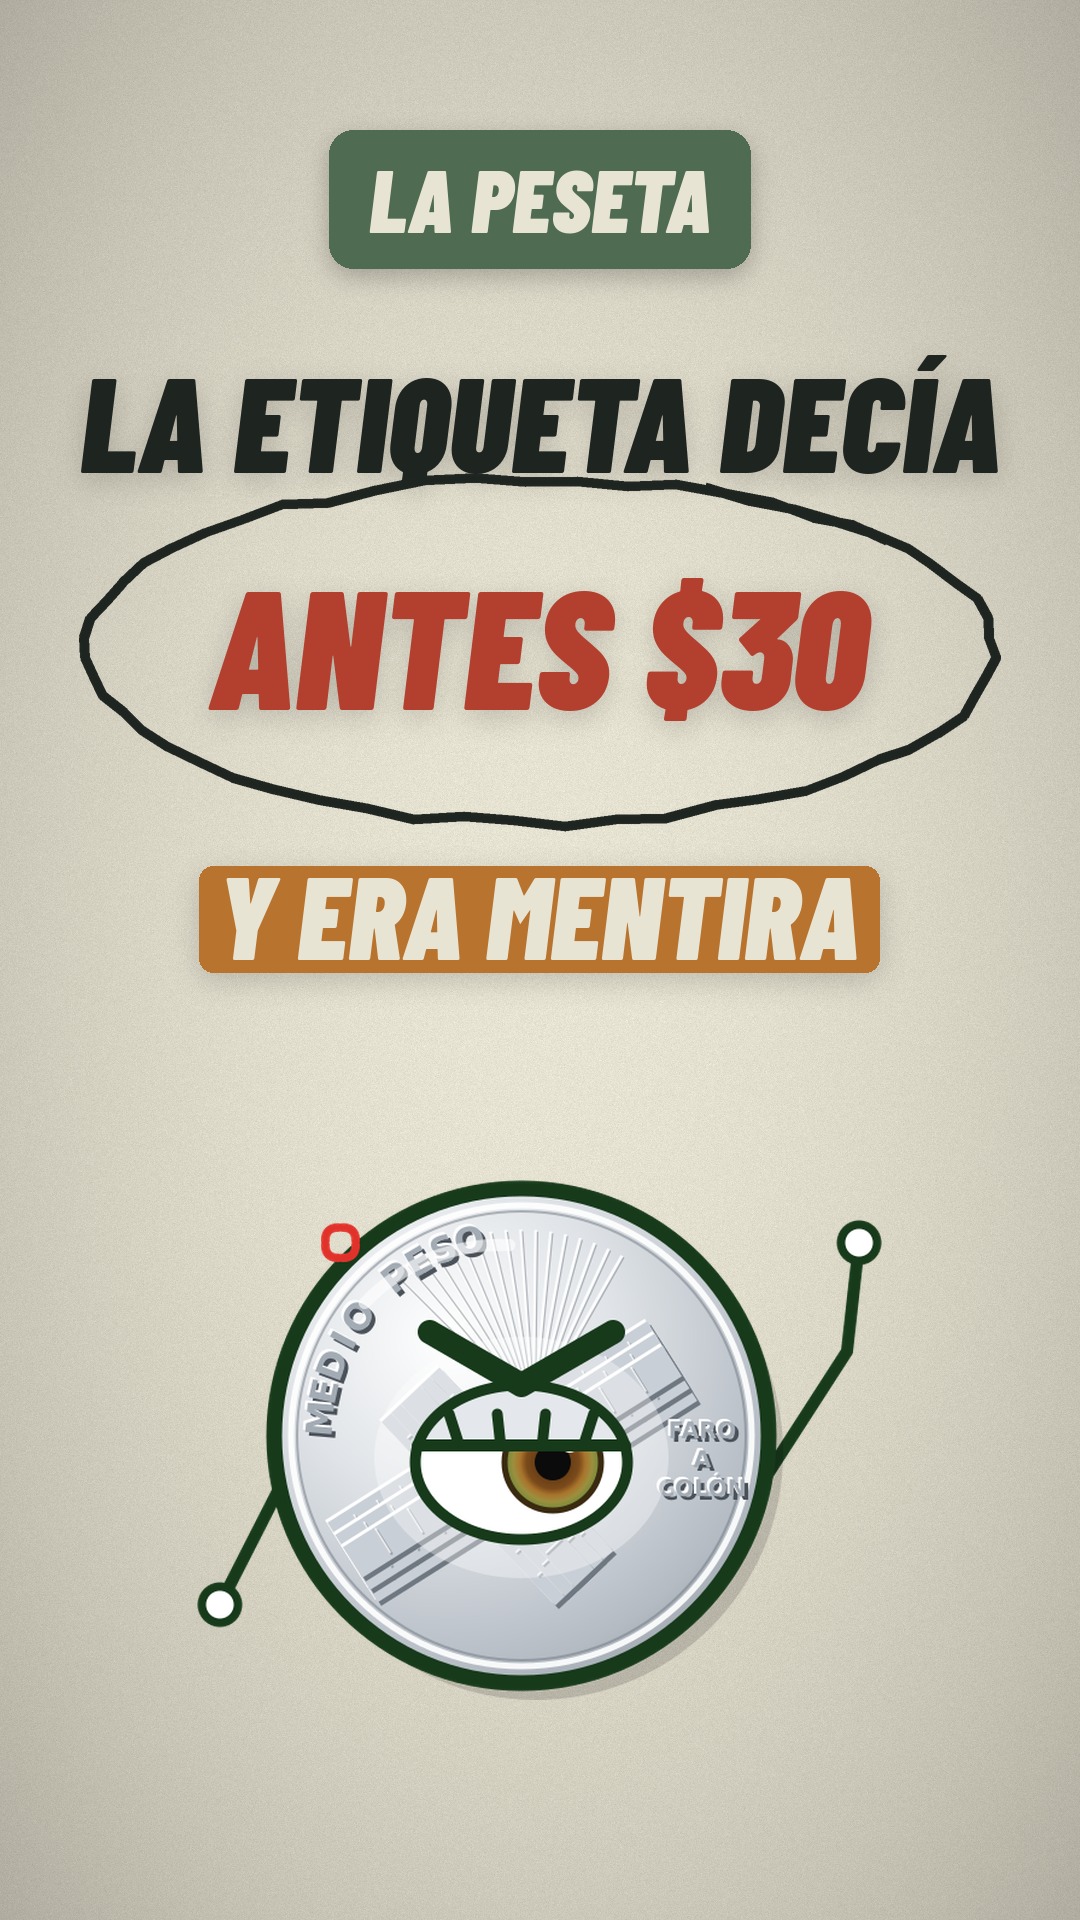 LA PESETA
LA ETIQUETA DECÍA
ANTES $30
Y ERA MENTIRA
MEDIO PESO
FARO
A
COLÓN